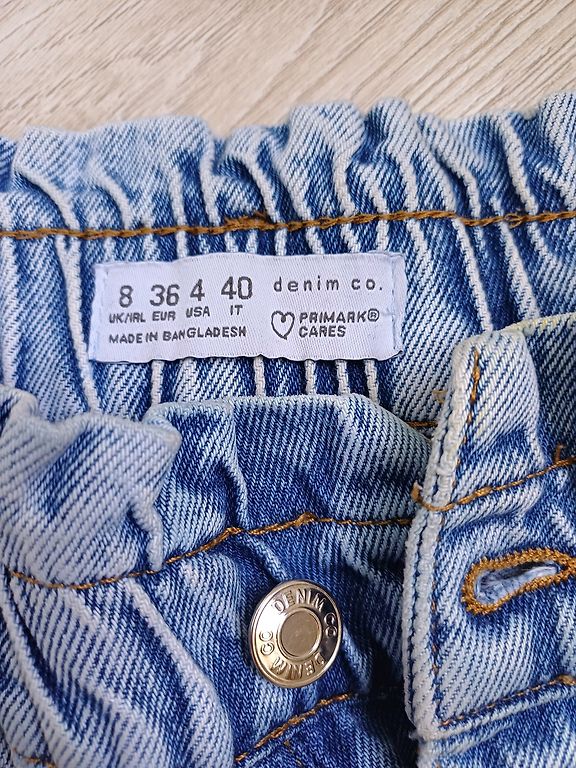 8 36 4 40 denim co.
UK/IRL EUR USA IT
MADE IN BANGLADESH
PRIMARK®
CARES
DENIM CO DENIM CO